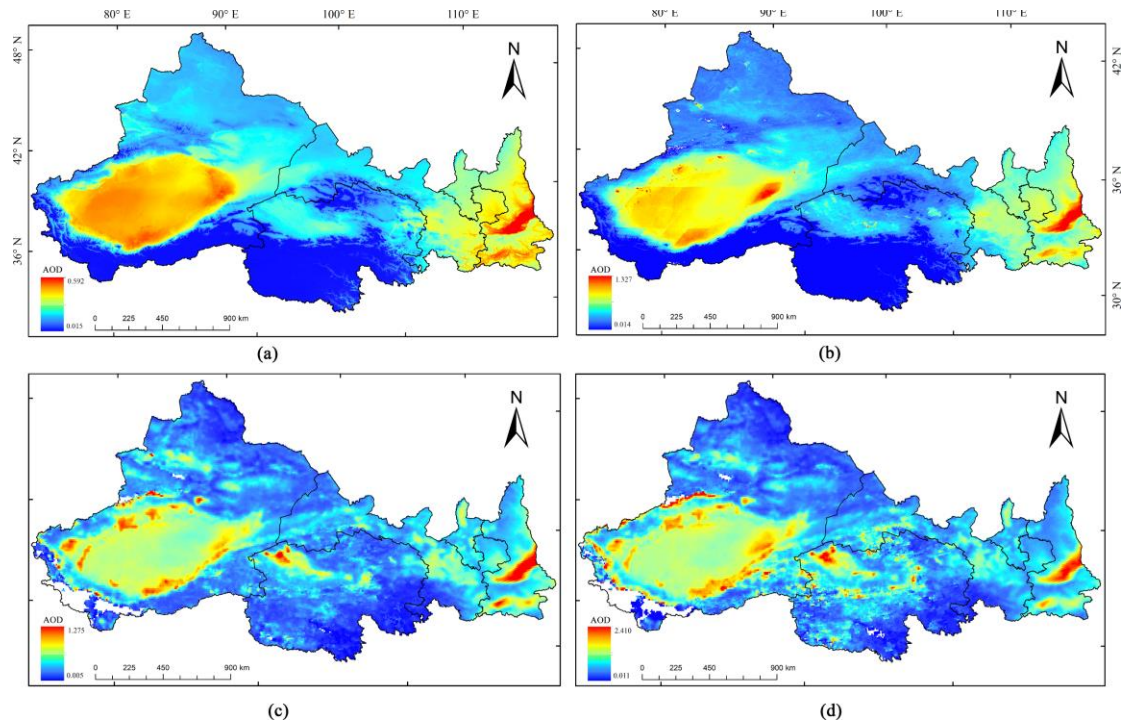 80° E 90° E 100° E 110° E
48° N
42° N
36° N
N
AOD
0.592
0.025
0 225 450 900 km
(a)
80° E 90° E 100° E 110° E
42° N
36° N
30° N
N
AOD
1.327
0.014
0 225 450 900 km
(b)
N
AOD
1.275
0.005
0 225 450 900 km
(c)
N
AOD
2.410
0.011
0 225 450 900 km
(d)